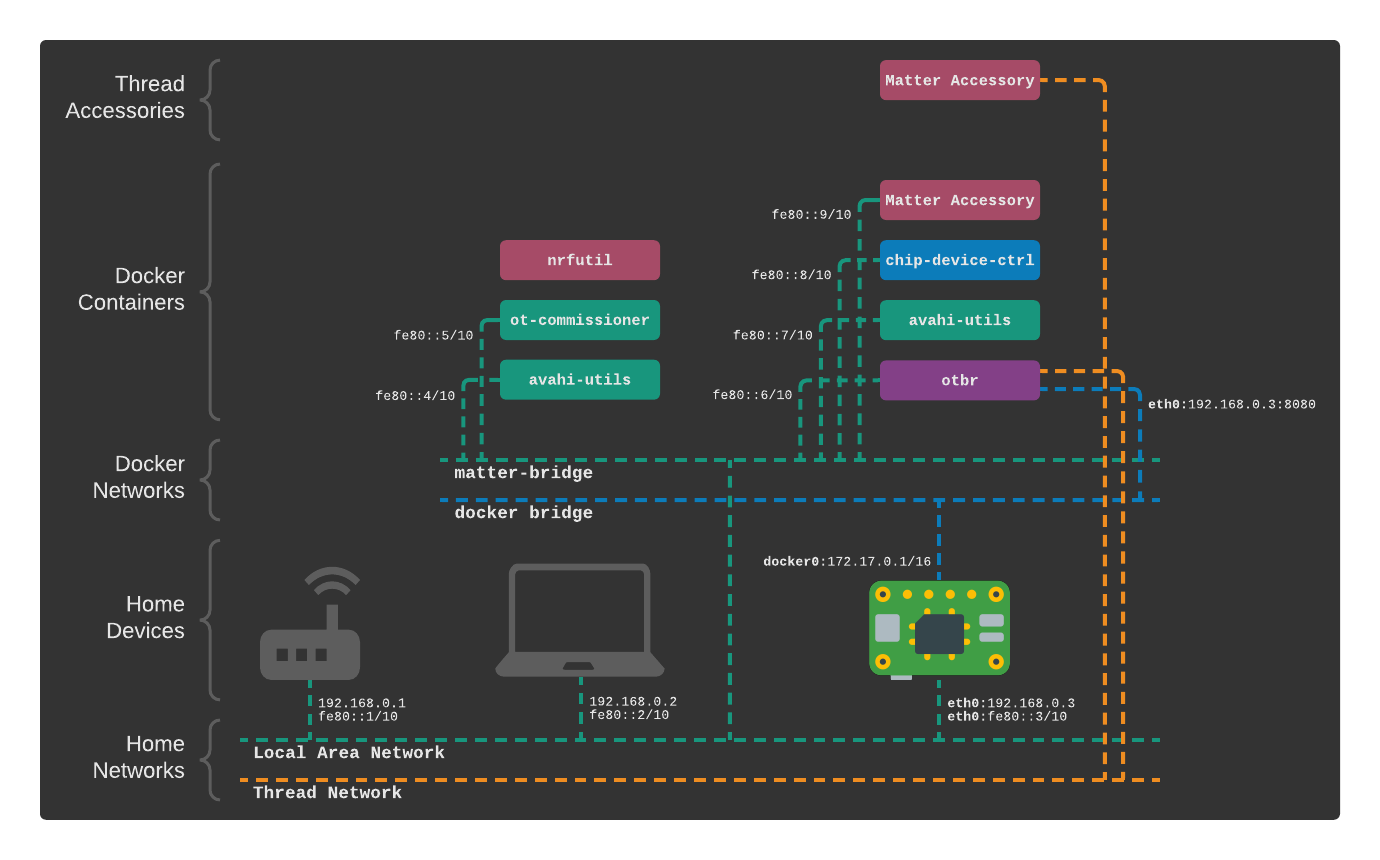 Thread
Accessories
Matter Accessory
Docker
Containers
Matter Accessory
fe80::9/10
nrfutil
chip-device-ctrl
fe80::8/10
ot-commissioner
fe80::5/10
avahi-utils
fe80::7/10
avahi-utils
fe80::4/10
otbr
fe80::6/10
eth0:192.168.0.3:8080
Docker
Networks
matter-bridge
docker bridge
Home
Devices
docker0:172.17.0.1/16
192.168.0.1
fe80::1/10
192.168.0.2
fe80::2/10
eth0:192.168.0.3
eth0:fe80::3/10
Home
Networks
Local Area Network
Thread Network